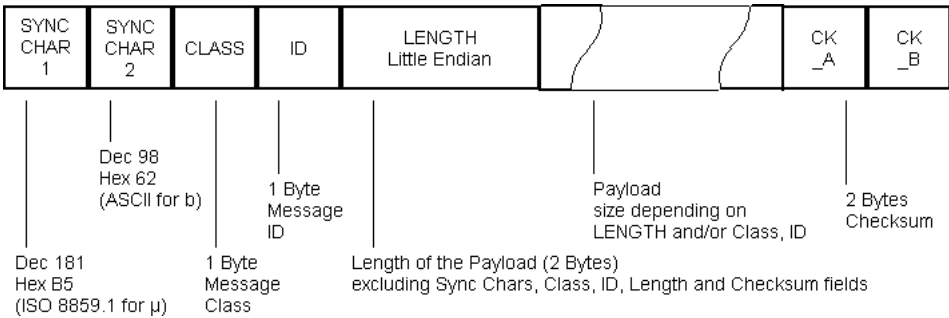 SYNC
CHAR
1
SYNC
CHAR
2
CLASS
ID
LENGTH
Little Endian
CK
_A
CK
_B
Dec 98
Hex 62
(ASCII for b)
1 Byte
Message
ID
Payload
size depending on
LENGTH and/or Class, ID
2 Bytes
Checksum
Dec 181
Hex B5
(ISO 8859.1 for µ)
1 Byte
Message
Class
Length of the Payload (2 Bytes)
excluding Sync Chars, Class, ID, Length and Checksum fields